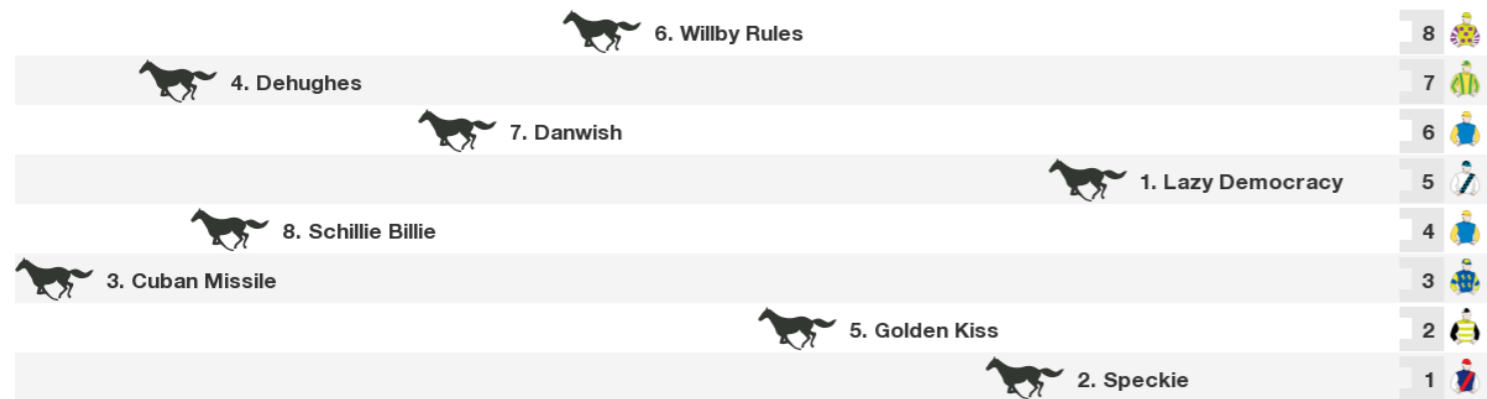 6. Willby Rules 8
4. Dehughes 7
7. Danwish 6
1. Lazy Democracy 5
8. Schillie Billie 4
3. Cuban Missile 3
5. Golden Kiss 2
2. Speckie 1